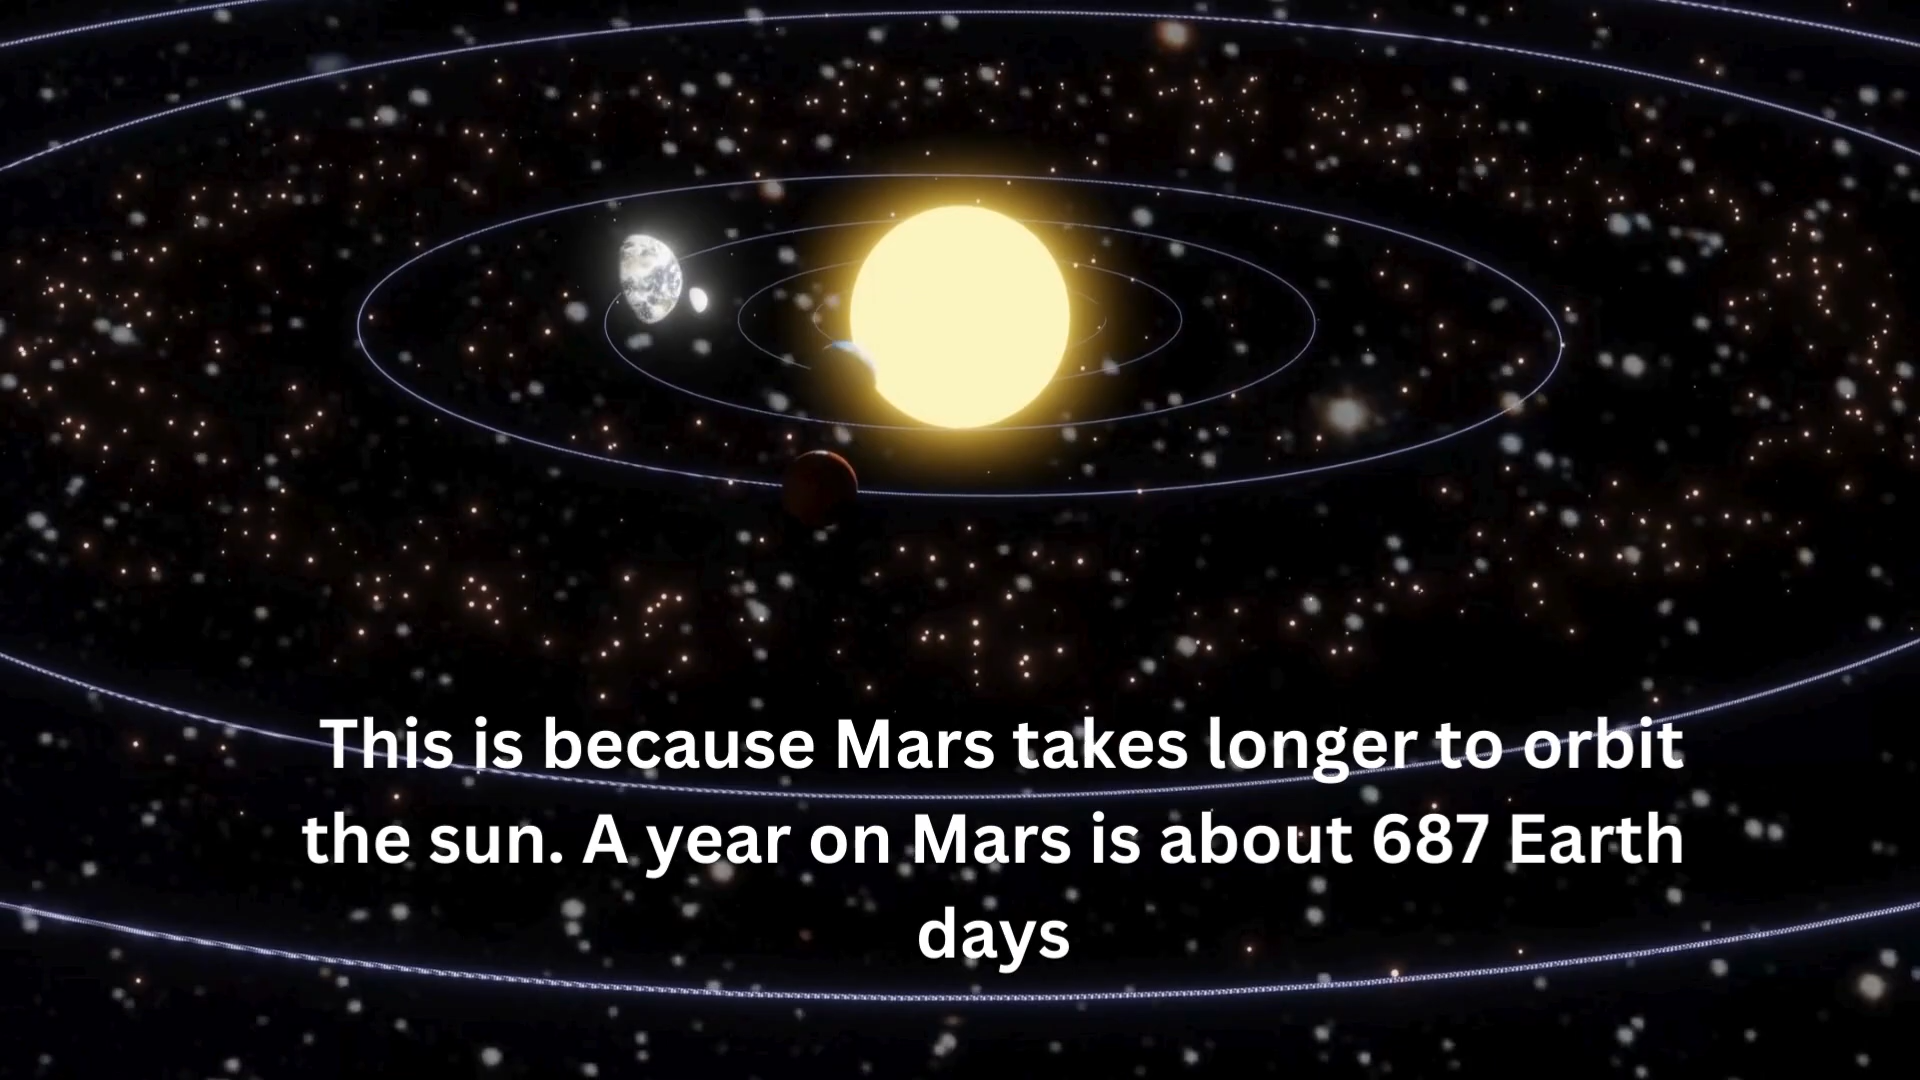 This is because Mars takes longer to orbit
the sun. A year on Mars is about 687 Earth
days